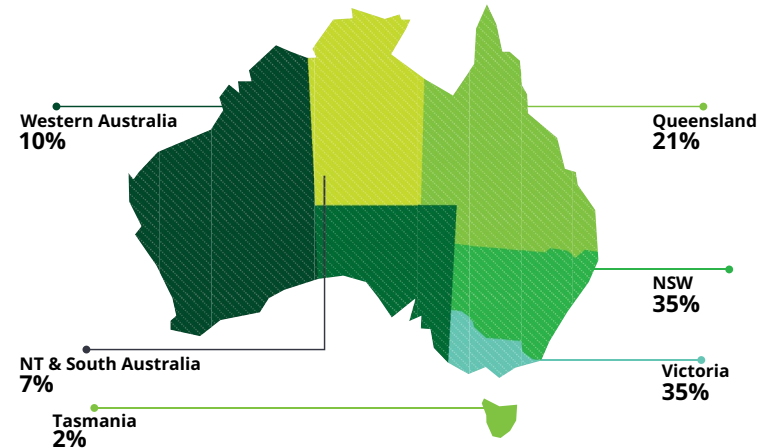 Western Australia
10%
Queensland
21%
NSW
35%
NT & South Australia
7%
Victoria
35%
Tasmania
2%